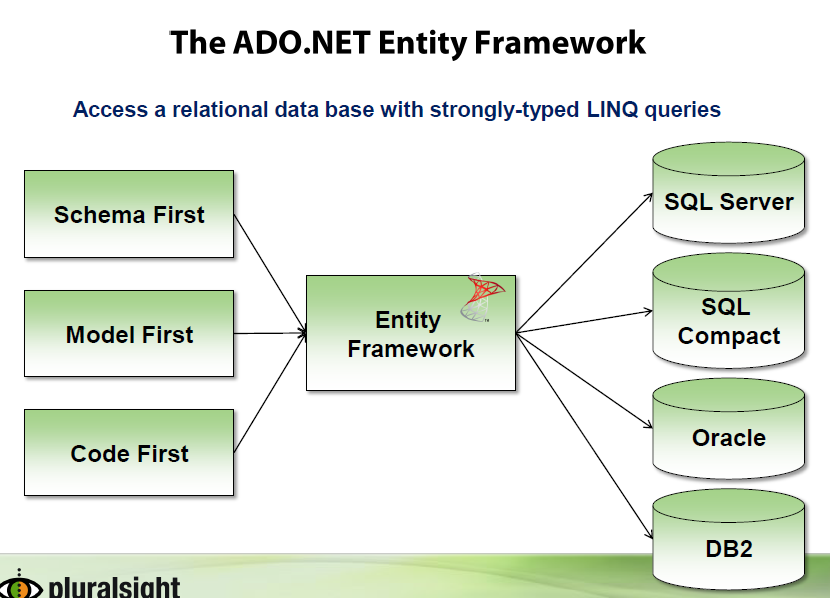 The ADO.NET Entity Framework
Access a relational data base with strongly-typed LINQ queries
Schema First
Model First
Code First
Entity
Framework
™
SQL Server
SQL
Compact
Oracle
DB2
pluralsight